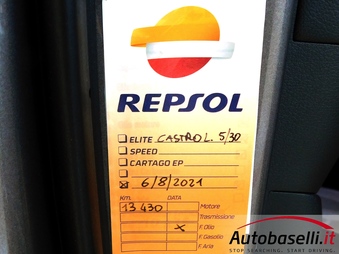 REPSOL
ELITE CASTROL 5/30
SPEED
CARTAGO EP
6/8/2021
KM. DATA
13430 Motore
Trasmissione
x F. Olio
F. Gasolio
F. Aria
Autobaselli.it
STOP SEARCHING. START DRIVING.